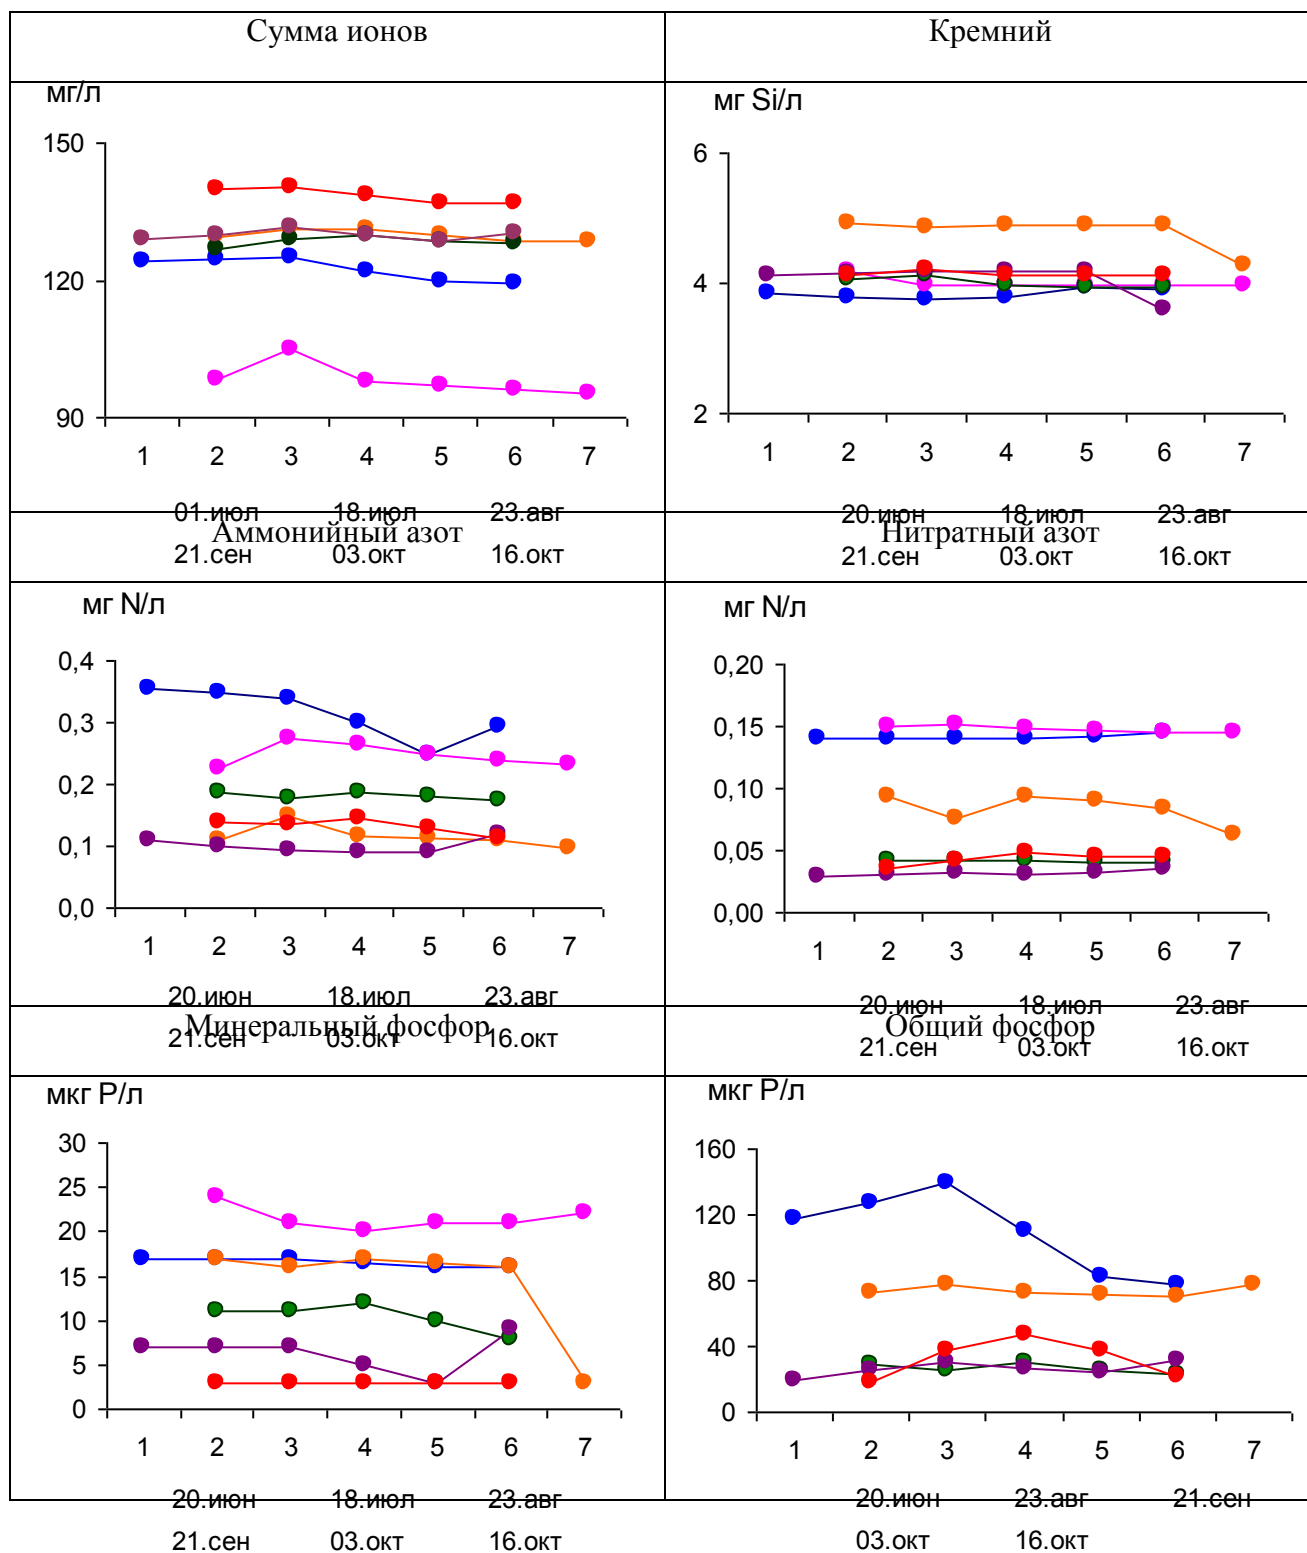 Сумма ионов
Кремний
мг/л
150
120
90
1 2 3 4 5 6 7
01.июл 18.июл 23.авг
21.сен 03.окт 16.окт
мг Si/л
6
4
2
1 2 3 4 5 6 7
20.июн 18.июл 23.авг
21.сен 03.окт 16.окт
Аммонийный азот
Нитратный азот
мг N/л
0,4
0,3
0,2
0,1
0,0
1 2 3 4 5 6 7
20.июн 18.июл 23.авг
21.сен 03.окт 16.окт
мг N/л
0,20
0,15
0,10
0,05
0,00
1 2 3 4 5 6 7
20.июн 18.июл 23.авг
21.сен 03.окт 16.окт
Минеральный фосфор
Общий фосфор
мкг P/л
30
25
20
15
10
5
0
1 2 3 4 5 6 7
20.июн 18.июл 23.авг
21.сен 03.окт 16.окт
мкг P/л
160
120
80
40
0
1 2 3 4 5 6 7
20.июн 23.авг 21.сен
03.окт 16.окт